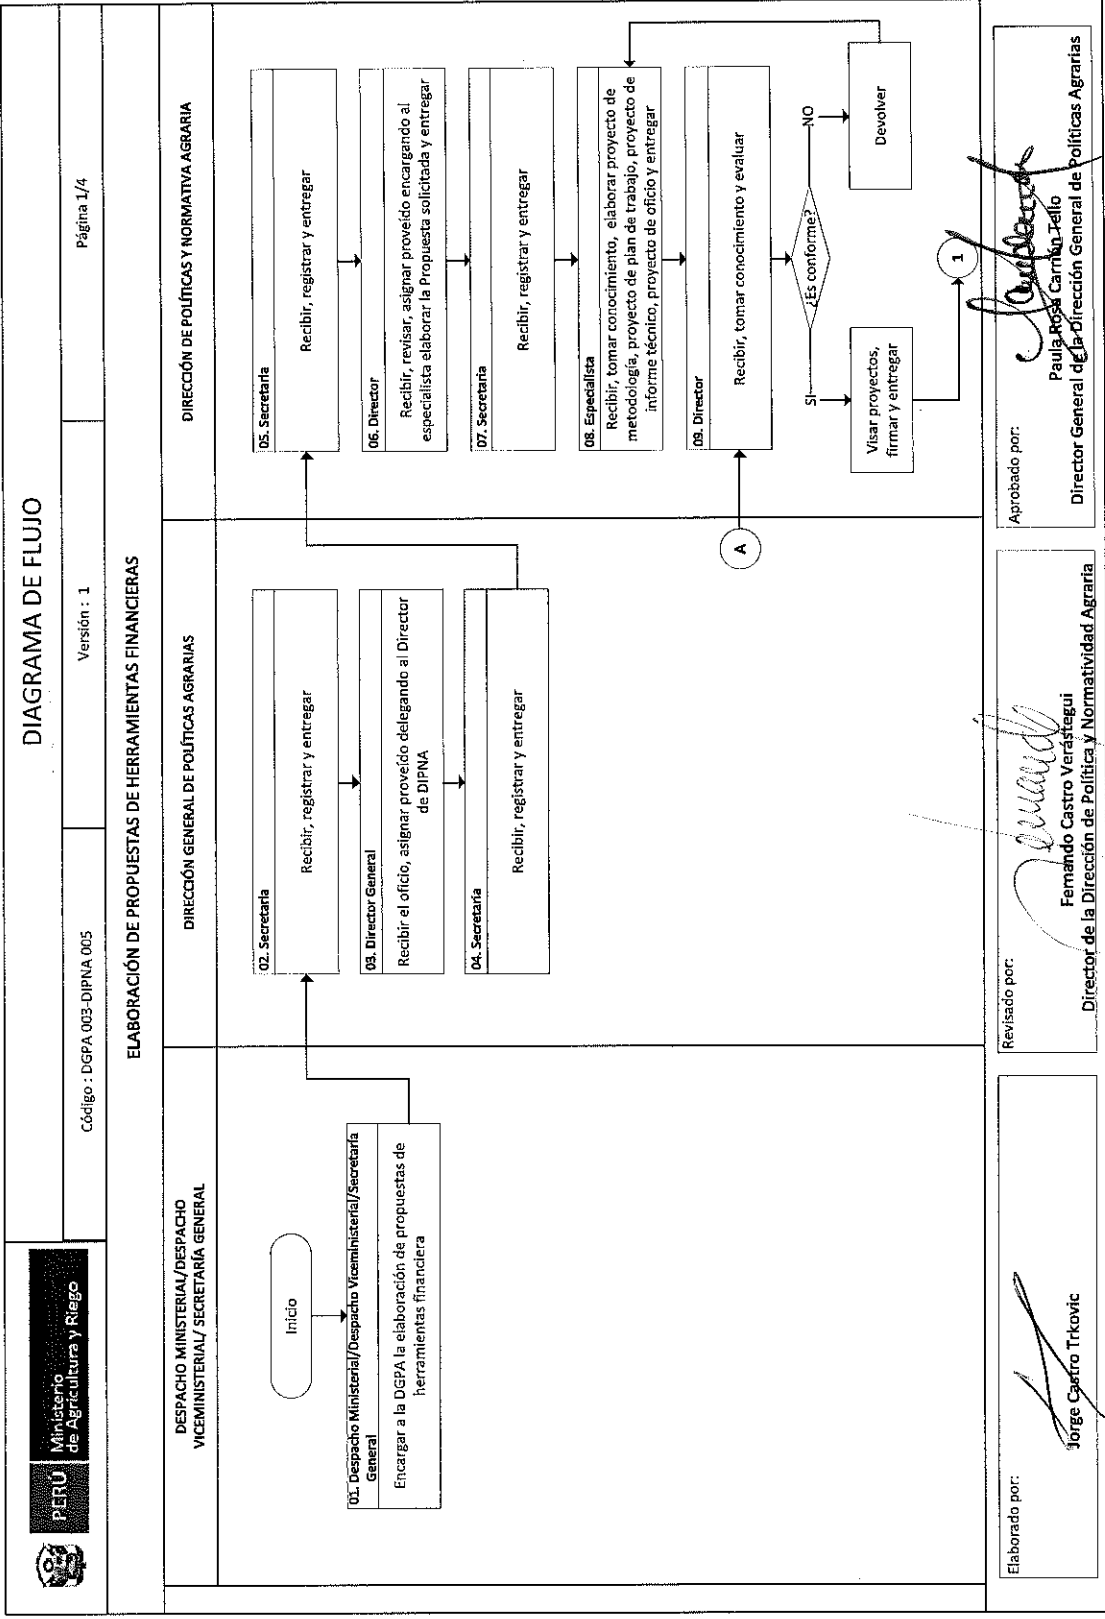 PERÚ
Ministerio
de Agricultura y Riego
DIAGRAMA DE FLUJO
Código : DGPA 003-DIPNA 005
Versión : 1
Página 1/4
ELABORACIÓN DE PROPUESTAS DE HERRAMIENTAS FINANCIERAS
DESPACHO MINISTERIAL/DESPACHO
VICEMINISTERIAL/ SECRETARÍA GENERAL
DIRECCIÓN GENERAL DE POLÍTICAS AGRARIAS
DIRECCIÓN DE POLÍTICAS Y NORMATIVA AGRARIA
Inicio
01. Despacho Ministerial/Despacho Viceministerial/Secretaría
General
Encargar a la DGPA la elaboración de propuestas de
herramientas financiera
02. Secretaria
Recibir, registrar y entregar
03. Director General
Recibir el oficio, asignar proveído delegando al Director
de DIPNA
04. Secretaria
Recibir, registrar y entregar
05. Secretaria
Recibir, registrar y entregar
06. Director
Recibir, revisar, asignar proveído encargando al
especialista elaborar la Propuesta solicitada y entregar
07. Secretaria
Recibir, registrar y entregar
08. Especialista
Recibir, tomar conocimiento, elaborar proyecto de
metodología, proyecto de plan de trabajo, proyecto de
informe técnico, proyecto de oficio y entregar
A
09. Director
Recibir, tomar conocimiento y evaluar
¿Es conforme?
SI
NO
Visar proyectos,
firmar y entregar
Devolver
1
Elaborado por:
Jorge Castro Trkovic
Revisado por:
Fernando Castro Verástegui
Director de la Dirección de Política y Normatividad Agraria
Aprobado por:
Paula Rosa Carrión Tello
Director General de la Dirección General de Políticas Agrarias